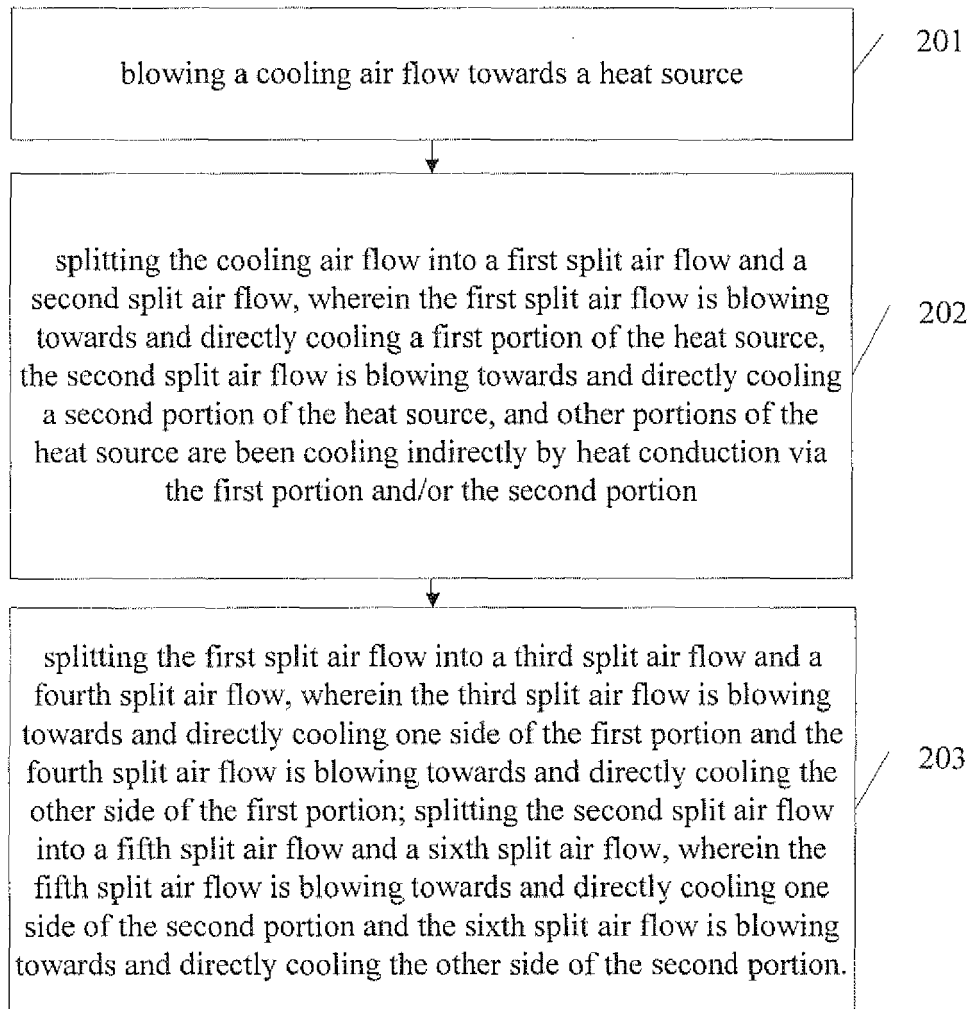 blowing a cooling air flow towards a heat source
201
splitting the cooling air flow into a first split air flow and a
second split air flow, wherein the first split air flow is blowing
towards and directly cooling a first portion of the heat source,
the second split air flow is blowing towards and directly cooling
a second portion of the heat source, and other portions of the
heat source are been cooling indirectly by heat conduction via
the first portion and/or the second portion
202
splitting the first split air flow into a third split air flow and a
fourth split air flow, wherein the third split air flow is blowing
towards and directly cooling one side of the first portion and the
fourth split air flow is blowing towards and directly cooling the
other side of the first portion; splitting the second split air flow
into a fifth split air flow and a sixth split air flow, wherein the
fifth split air flow is blowing towards and directly cooling one
side of the second portion and the sixth split air flow is blowing
towards and directly cooling the other side of the second portion.
203